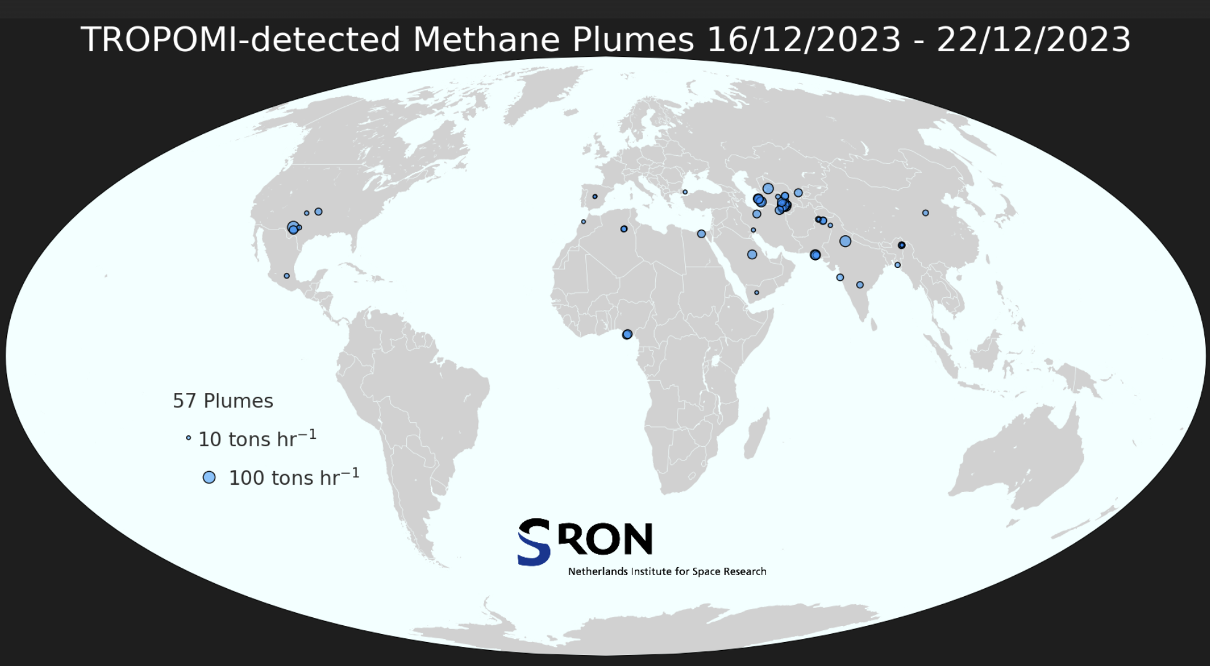 TROPOMI-detected Methane Plumes 16/12/2023 - 22/12/2023
57 Plumes
10 tons hr⁻¹
100 tons hr⁻¹
SRON
Netherlands Institute for Space Research